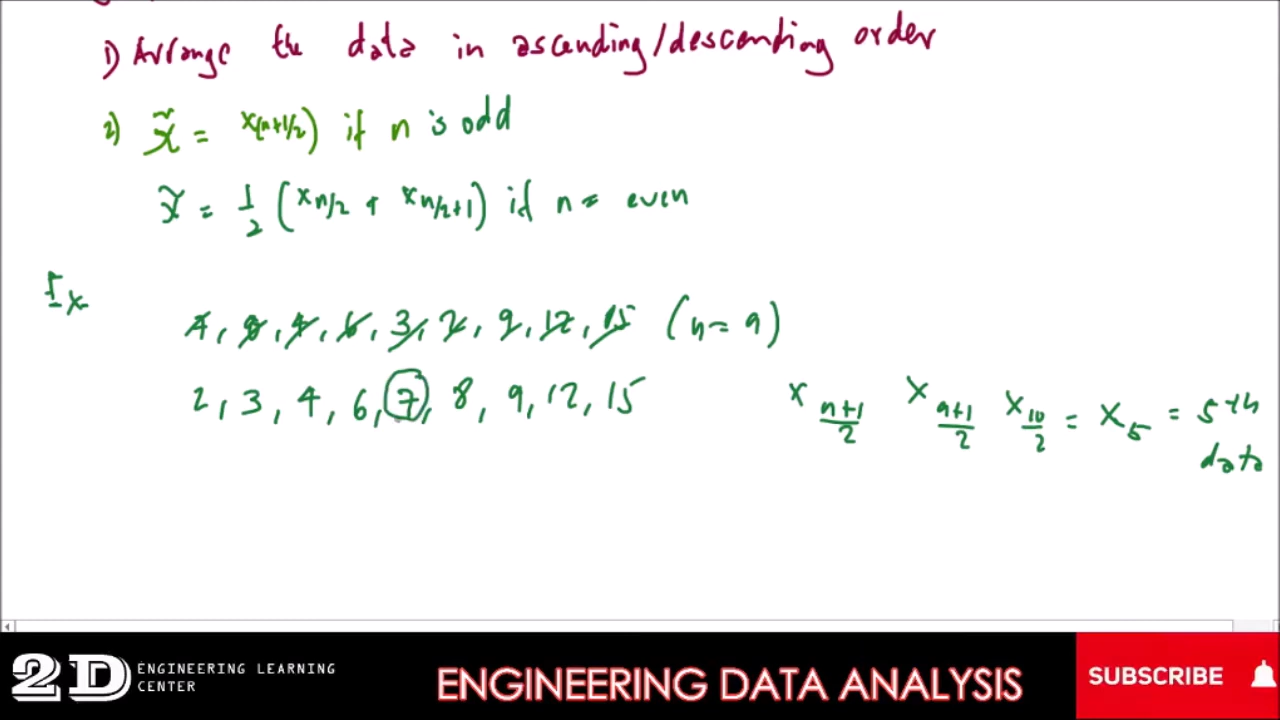 1) Arrange the data in ascending/descending order
2) x̃ = x(n+1/2) if n is odd
x̃ = 1/2 (xn/2 + xn/2+1) if n = even
Ex
7, 8, 4, 6, 3, 2, 9, 12, 15 (n = 9)
2, 3, 4, 6, 7, 8, 9, 12, 15
x n+1/2 x 9+1/2 x 10/2 = x5 = 5th data
2D ENGINEERING LEARNING CENTER
ENGINEERING DATA ANALYSIS
SUBSCRIBE